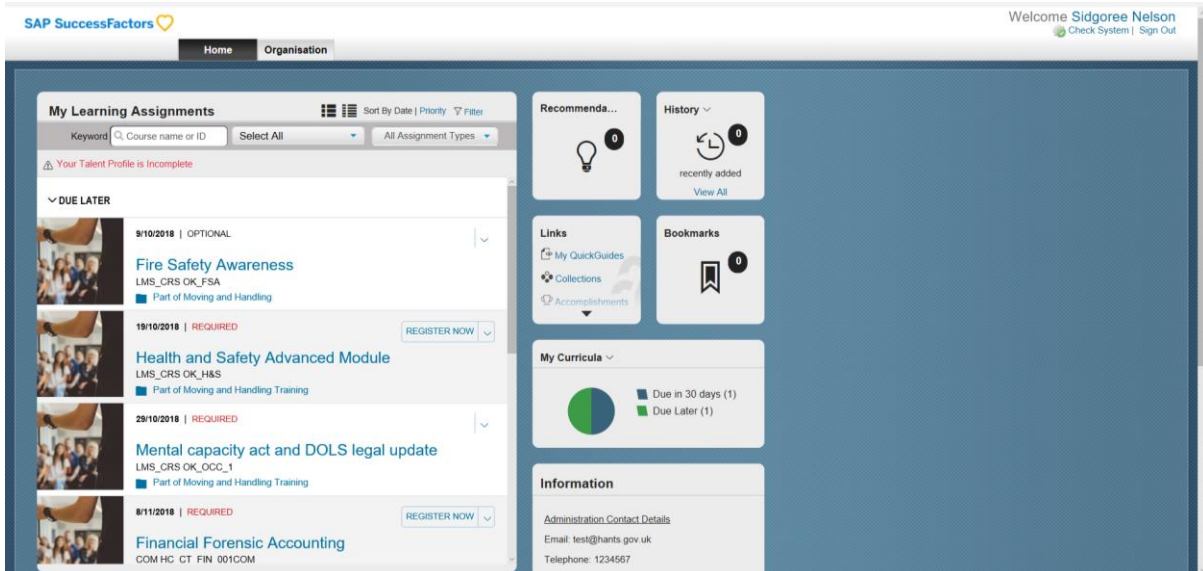 SAP SuccessFactors
Welcome Sidgoree Nelson
Check System | Sign Out
Home Organisation
My Learning Assignments
Sort By Date | Priority Filter
Keyword Course name or ID Select All All Assignment Types
Your Talent Profile is Incomplete
DUE LATER
9/10/2018 | OPTIONAL
Fire Safety Awareness
LMS_CRS OK_FSA
Part of Moving and Handling
19/10/2018 | REQUIRED
REGISTER NOW
Health and Safety Advanced Module
LMS_CRS OK_H&S
Part of Moving and Handling Training
29/10/2018 | REQUIRED
Mental capacity act and DOLS legal update
LMS_CRS OK_OCC_1
Part of Moving and Handling Training
8/11/2018 | REQUIRED
REGISTER NOW
Financial Forensic Accounting
COM HC CT FIN 001COM
Recommenda...
0
History
0
recently added
View All
Links
My QuickGuides
Collections
Accomplishments
Bookmarks
0
My Curricula
Due in 30 days (1)
Due Later (1)
Information
Administration Contact Details
Email: test@hants.gov.uk
Telephone: 1234567